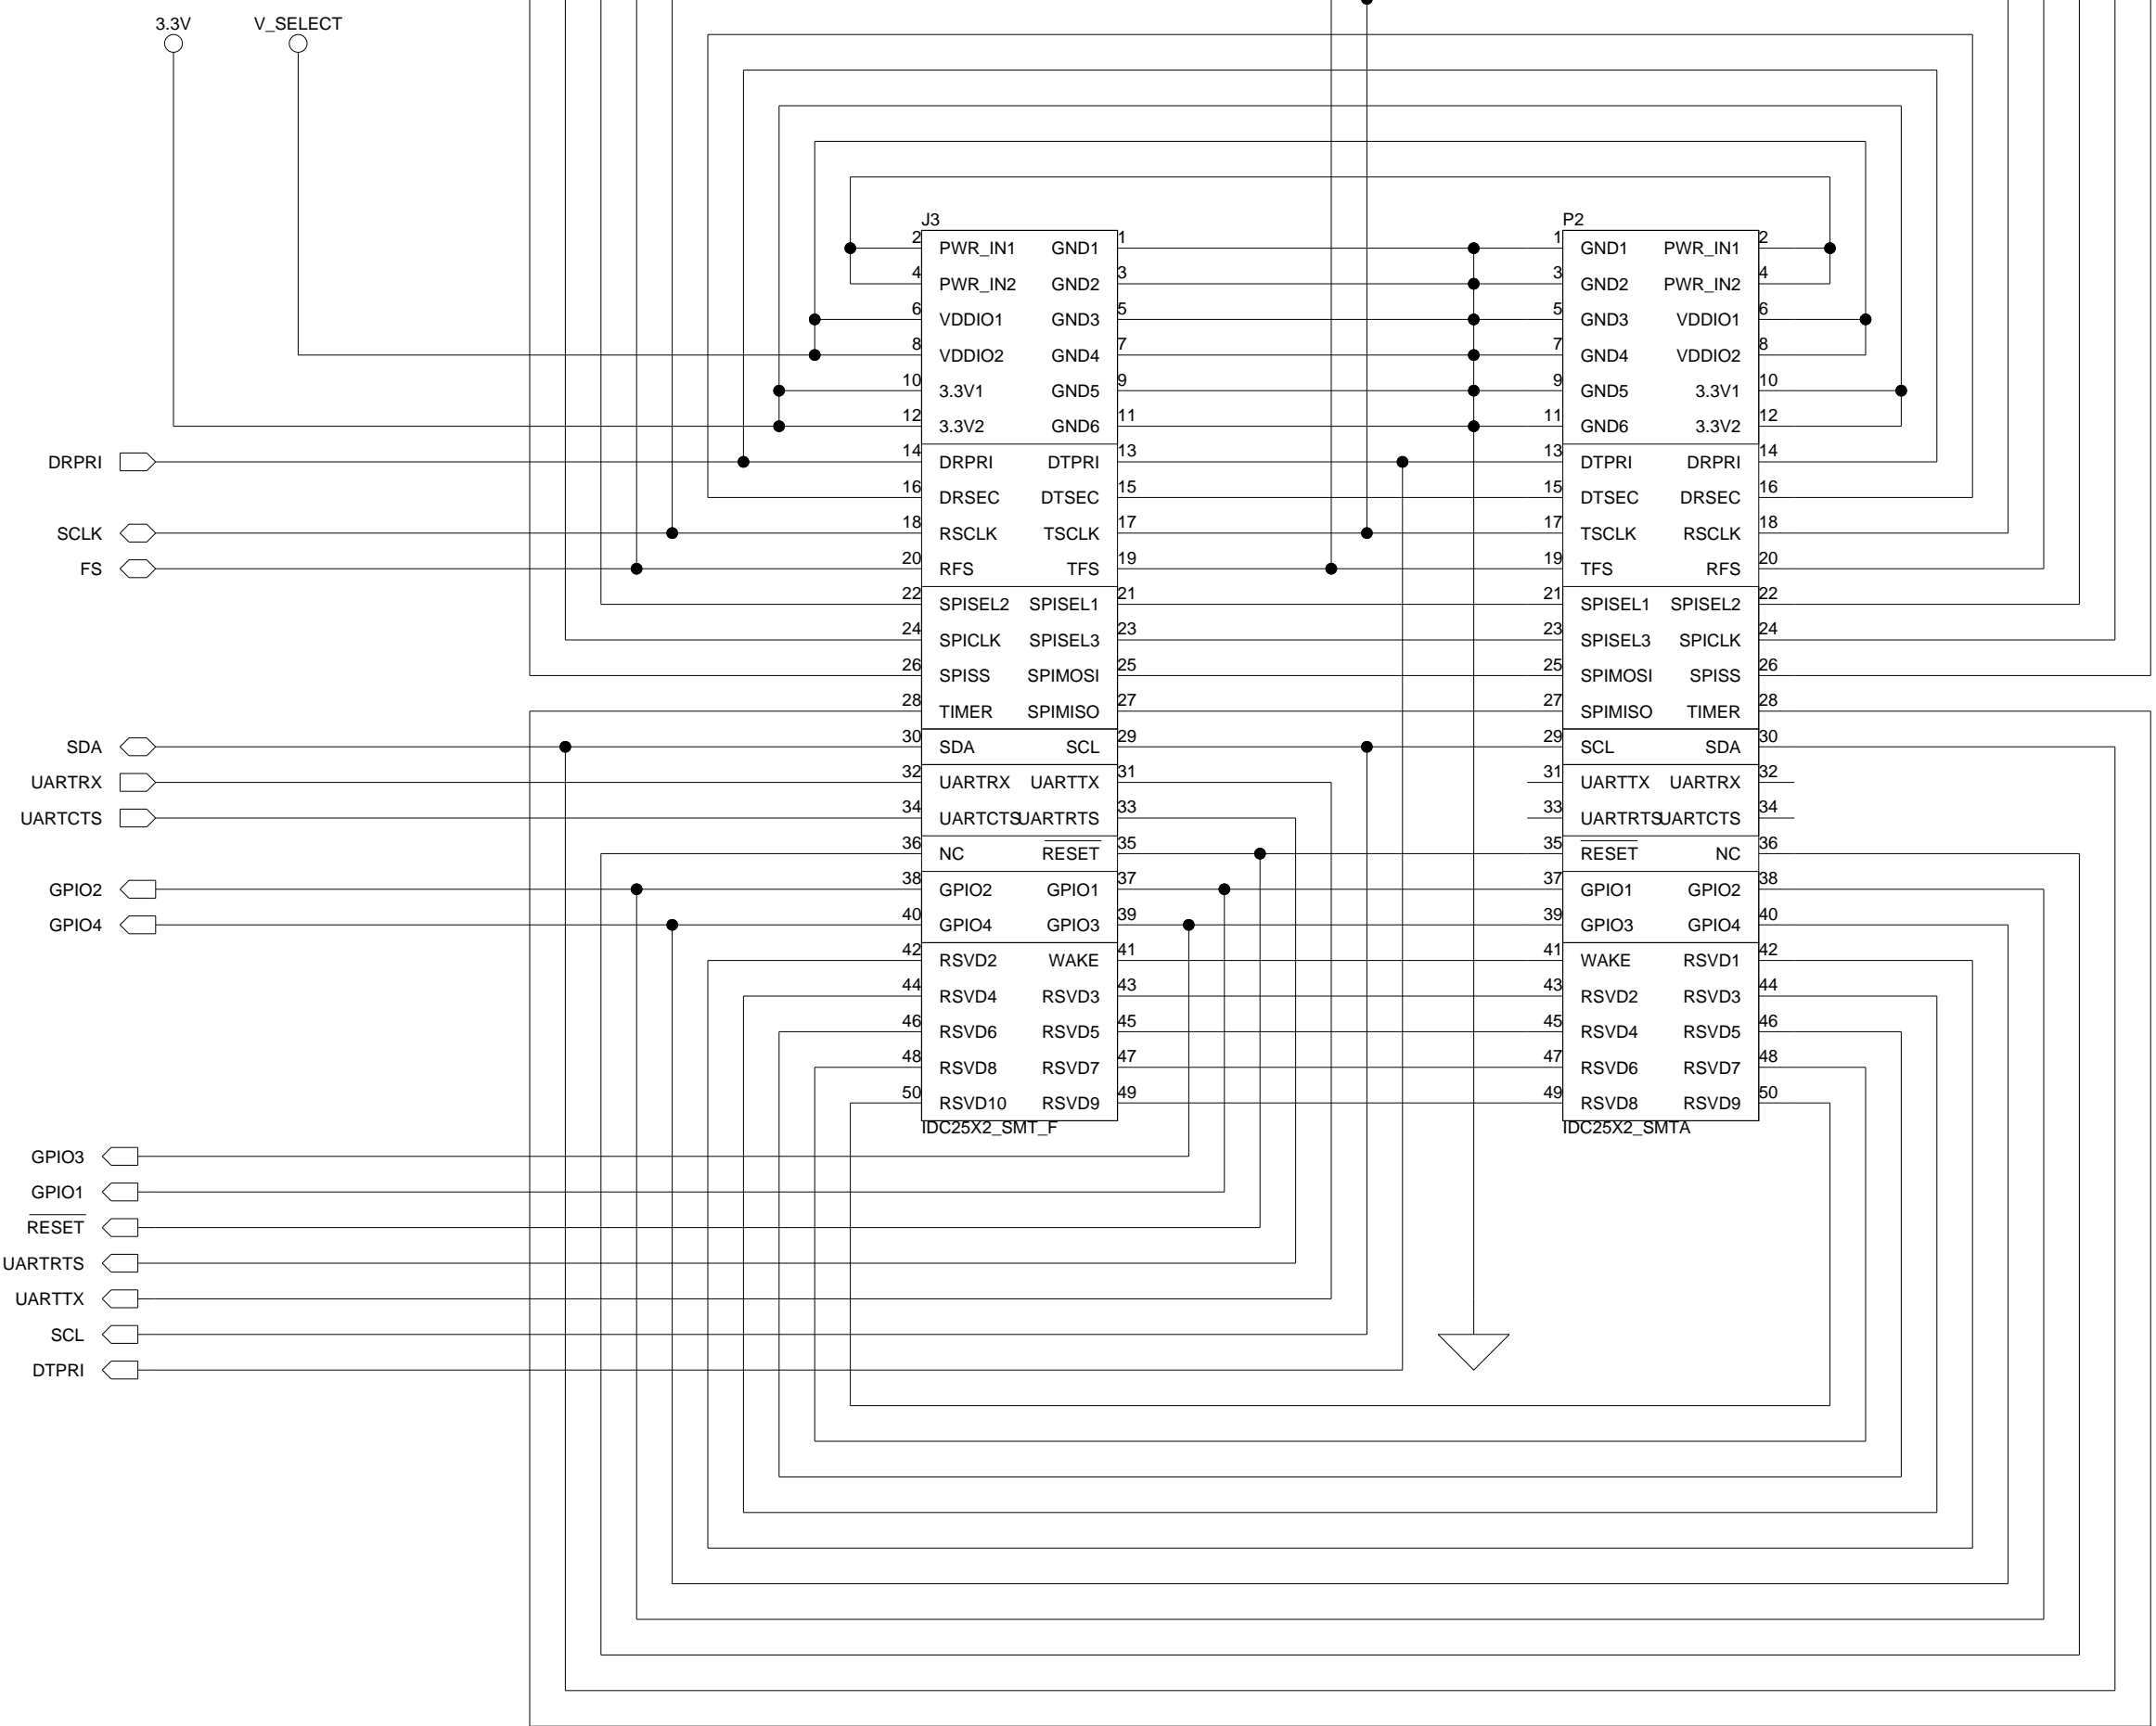 3.3V V_SELECT
J3 P2
2 PWR_IN1 GND1 1 1 GND1 PWR_IN1 2
4 PWR_IN2 GND2 3 3 GND2 PWR_IN2 4
6 VDDIO1 GND3 5 5 GND3 VDDIO1 6
8 VDDIO2 GND4 7 7 GND4 VDDIO2 8
10 3.3V1 GND5 9 9 GND5 3.3V1 10
12 3.3V2 GND6 11 11 GND6 3.3V2 12
DRPRI 14 DRPRI DTPRI 13 13 DTPRI DRPRI 14
16 DRSEC DTSEC 15 15 DTSEC DRSEC 16
SCLK 18 RSCLK TSCLK 17 17 TSCLK RSCLK 18
FS 20 RFS TFS 19 19 TFS RFS 20
22 SPISEL2 SPISEL1 21 21 SPISEL1 SPISEL2 22
24 SPICLK SPISEL3 23 23 SPISEL3 SPICLK 24
26 SPISS SPIMOSI 25 25 SPIMOSI SPISS 26
28 TIMER SPIMISO 27 27 SPIMISO TIMER 28
SDA 30 SDA SCL 29 29 SCL SDA 30
UARTRX 32 UARTRX UARTTX 31 31 UARTTX UARTRX 32
UARTCTS 34 UARTCTS UARTRTS 33 33 UARTRTS UARTCTS 34
36 NC RESET 35 35 RESET NC 36
GPIO2 38 GPIO2 GPIO1 37 37 GPIO1 GPIO2 38
GPIO4 40 GPIO4 GPIO3 39 39 GPIO3 GPIO4 40
42 RSVD2 WAKE 41 41 WAKE RSVD1 42
44 RSVD4 RSVD3 43 43 RSVD2 RSVD3 44
46 RSVD6 RSVD5 45 45 RSVD4 RSVD5 46
48 RSVD8 RSVD7 47 47 RSVD6 RSVD7 48
50 RSVD10 RSVD9 49 49 RSVD8 RSVD9 50
IDC25X2_SMT_F IDC25X2_SMTA
GPIO3
GPIO1
RESET
UARTRTS
UARTTX
SCL
DTPRI